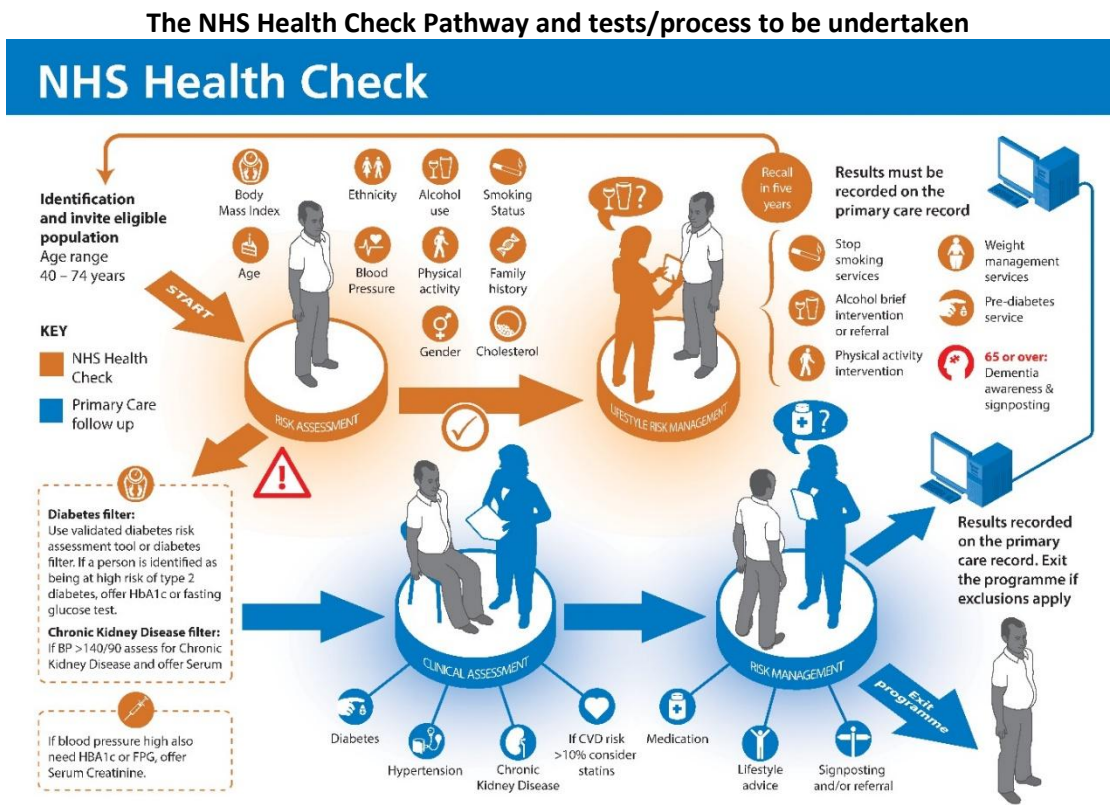 The NHS Health Check Pathway and tests/process to be undertaken
NHS Health Check
Identification
and invite eligible
population
Age range
40 – 74 years
START
KEY
NHS Health
Check
Primary Care
follow up
Body
Mass Index
Ethnicity
Alcohol
use
Smoking
Status
Age
Blood
Pressure
Physical
activity
Family
history
Gender
Cholesterol
RISK ASSESSMENT
?
LIFESTYLE RISK MANAGEMENT
Recall
in five
years
Results must be
recorded on the
primary care record
Stop
smoking
services
Weight
management
services
Alcohol brief
intervention
or referral
Pre-diabetes
service
Physical activity
intervention
65 or over:
Dementia
awareness &
signposting
!
Diabetes filter:
Use validated diabetes risk
assessment tool or diabetes
filter. If a person is identified as
being at high risk of type 2
diabetes, offer HbA1c or fasting
glucose test.
Chronic Kidney Disease filter:
If BP >140/90 assess for Chronic
Kidney Disease and offer Serum
If blood pressure high also
need HBA1c or FPG, offer
Serum Creatinine.
CLINICAL ASSESSMENT
Diabetes
Hypertension
Chronic
Kidney Disease
If CVD risk
>10% consider
statins
?
RISK MANAGEMENT
Medication
Lifestyle
advice
Signposting
and/or referral
Results recorded
on the primary
care record. Exit
the programme if
exclusions apply
Exit
programme